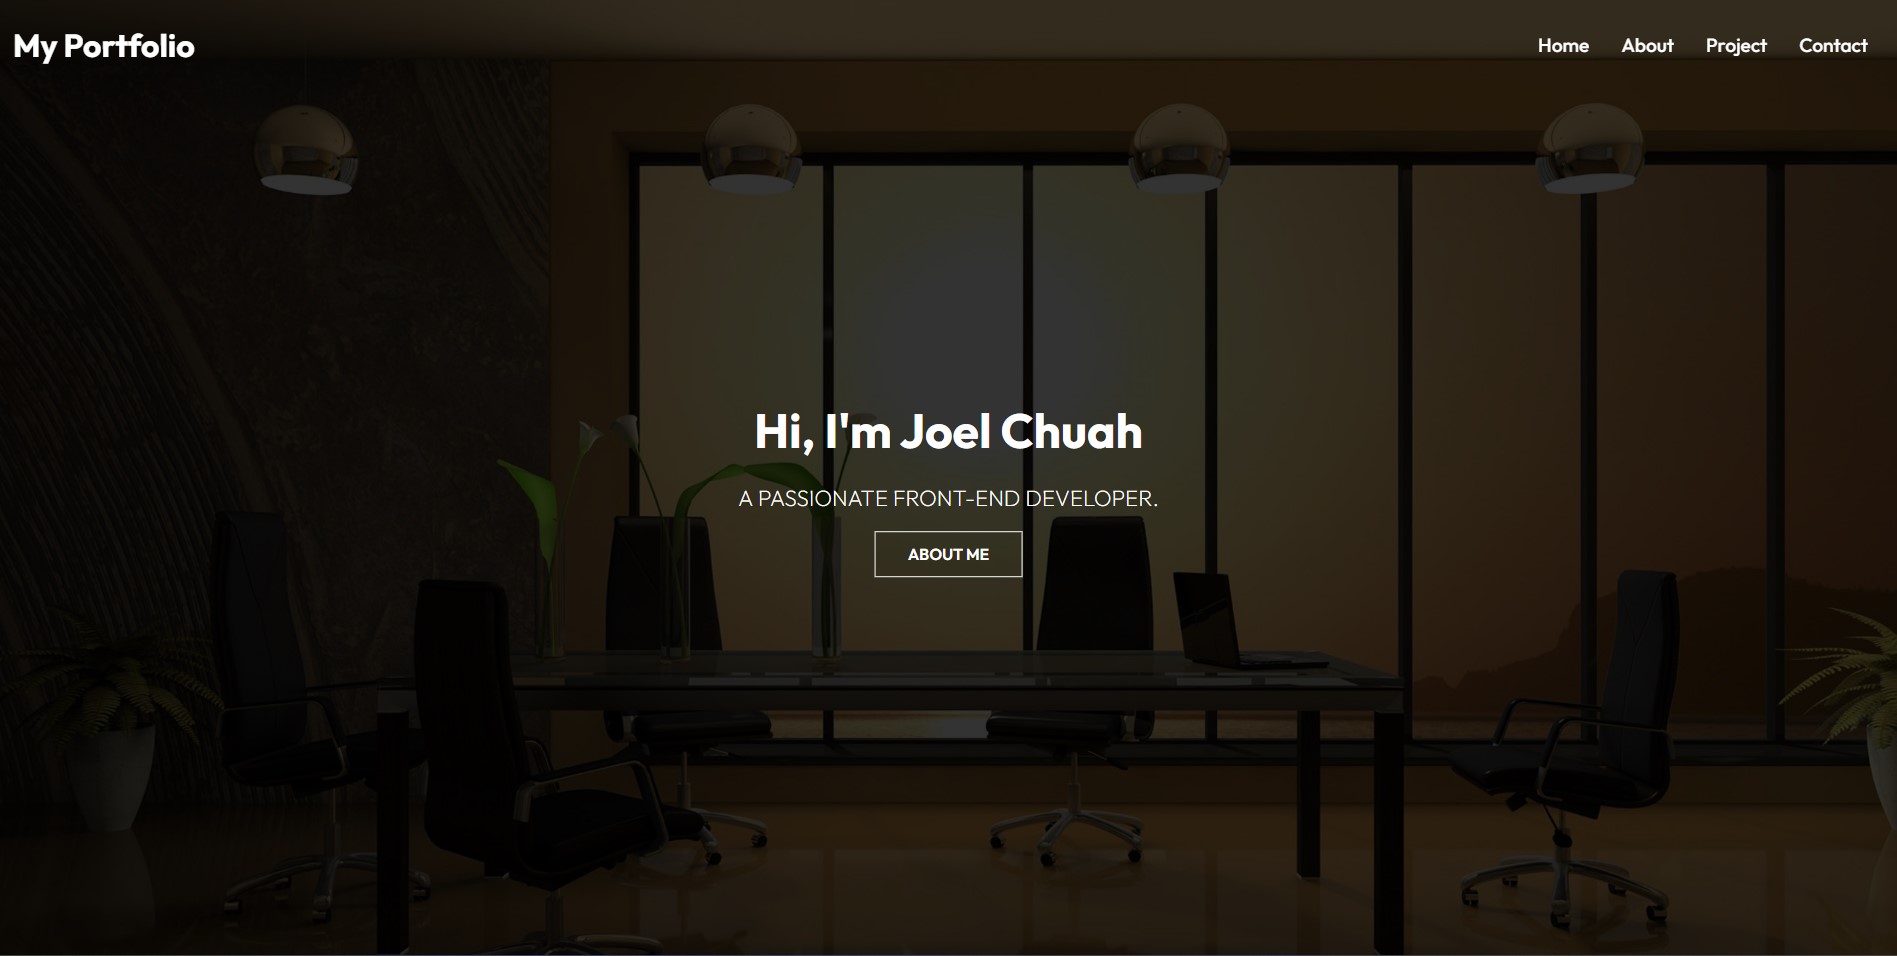 My Portfolio
Home About Project Contact
Hi, I'm Joel Chuah
A PASSIONATE FRONT-END DEVELOPER.
ABOUT ME